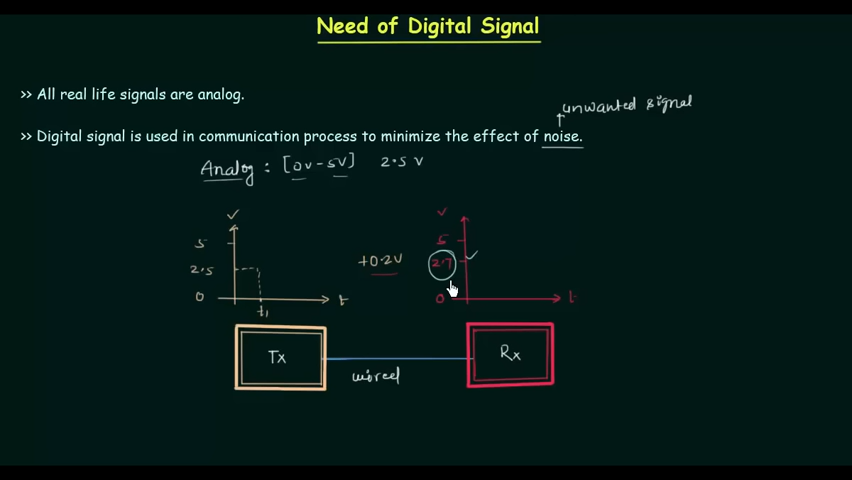 Need of Digital Signal
>> All real life signals are analog.
unwanted signal
>> Digital signal is used in communication process to minimize the effect of noise.
Analog : [0V-5V] 2.5 V
V
5
2.5
0
t
t1
+0.2V
V
5
2.7
0
t
Tx
wired
Rx